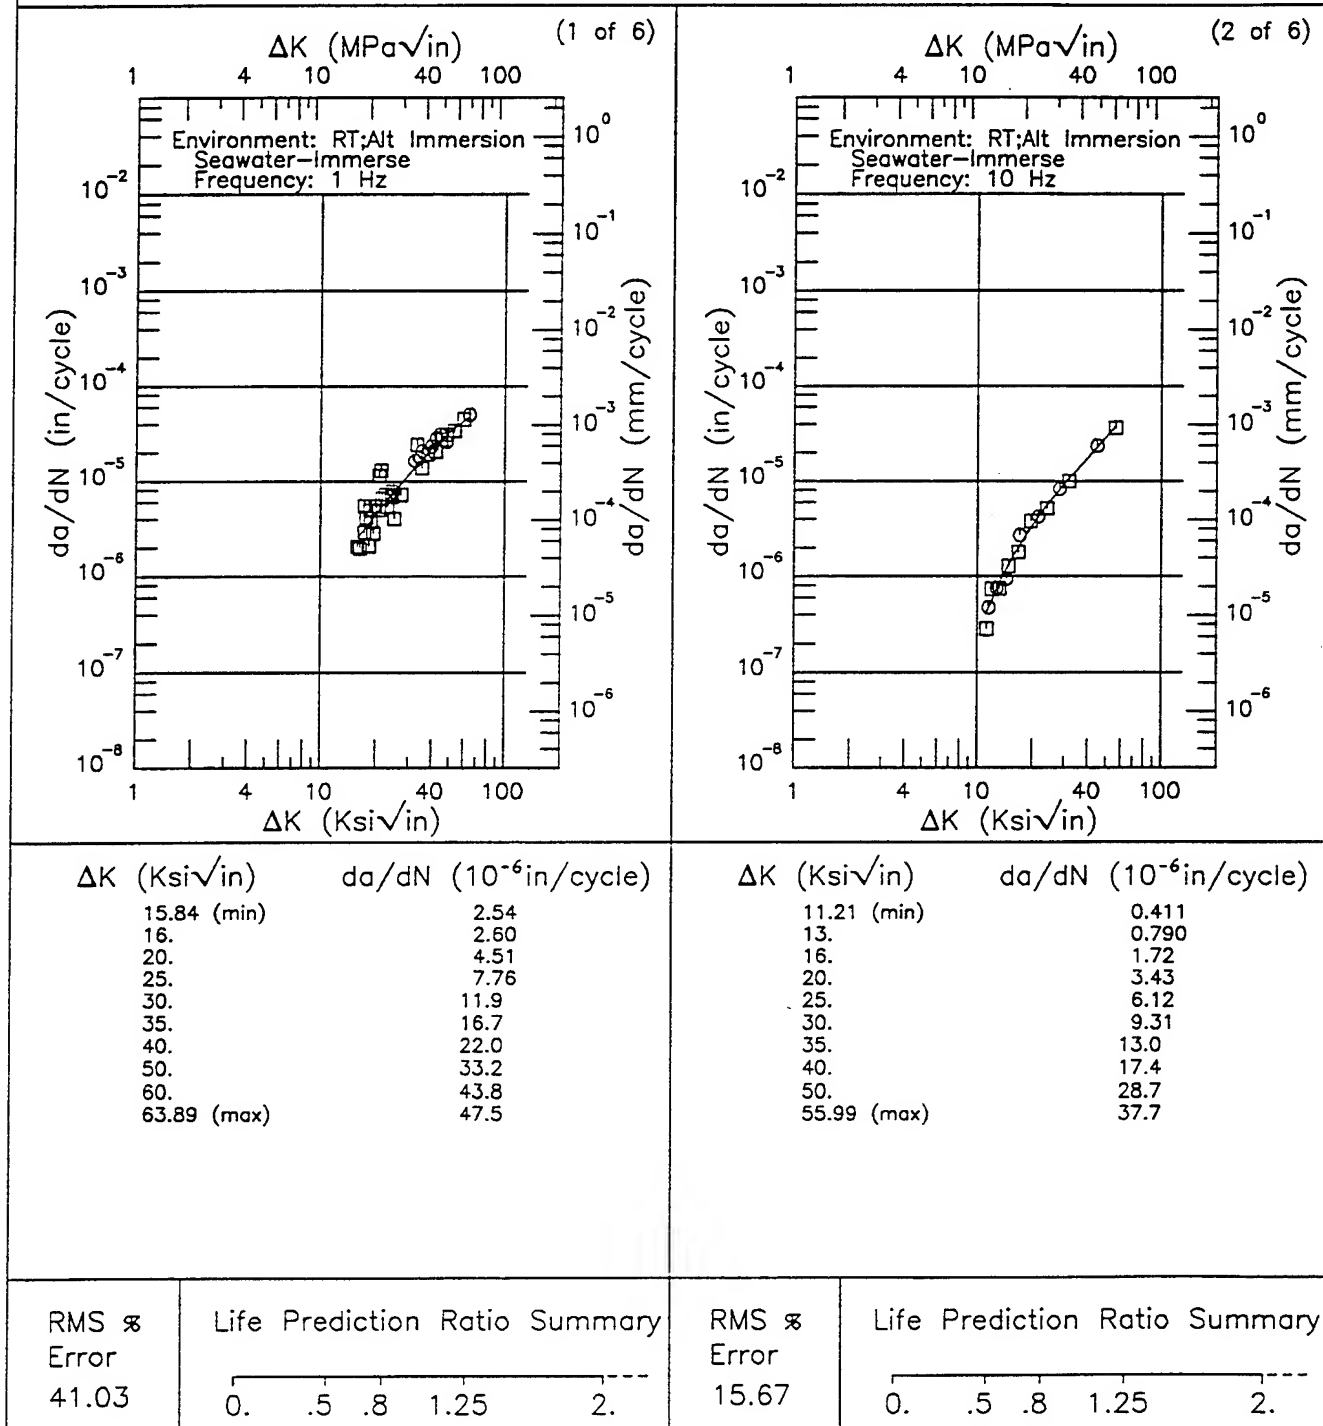 (1 of 6)
ΔK (MPa√in)
1 4 10 40 100
Environment: RT;Alt Immersion
Seawater-Immerse
Frequency: 1 Hz
10⁰
10⁻²
10⁻¹
10⁻³
10⁻²
10⁻⁴
10⁻³
10⁻⁵
10⁻⁴
10⁻⁶
10⁻⁵
10⁻⁷
10⁻⁶
10⁻⁸
da/dN (in/cycle)
da/dN (mm/cycle)
1 4 10 40 100
ΔK (Ksi√in)
(2 of 6)
ΔK (MPa√in)
1 4 10 40 100
Environment: RT;Alt Immersion
Seawater-Immerse
Frequency: 10 Hz
10⁰
10⁻²
10⁻¹
10⁻³
10⁻²
10⁻⁴
10⁻³
10⁻⁵
10⁻⁴
10⁻⁶
10⁻⁵
10⁻⁷
10⁻⁶
10⁻⁸
da/dN (in/cycle)
da/dN (mm/cycle)
1 4 10 40 100
ΔK (Ksi√in)
ΔK (Ksi√in) da/dN (10⁻⁶in/cycle)
15.84 (min) 2.54
16. 2.60
20. 4.51
25. 7.76
30. 11.9
35. 16.7
40. 22.0
50. 33.2
60. 43.8
63.89 (max) 47.5
ΔK (Ksi√in) da/dN (10⁻⁶in/cycle)
11.21 (min) 0.411
13. 0.790
16. 1.72
20. 3.43
25. 6.12
30. 9.31
35. 13.0
40. 17.4
50. 28.7
55.99 (max) 37.7
RMS %
Error
41.03
Life Prediction Ratio Summary
0. .5 .8 1.25 2.
RMS %
Error
15.67
Life Prediction Ratio Summary
0. .5 .8 1.25 2.